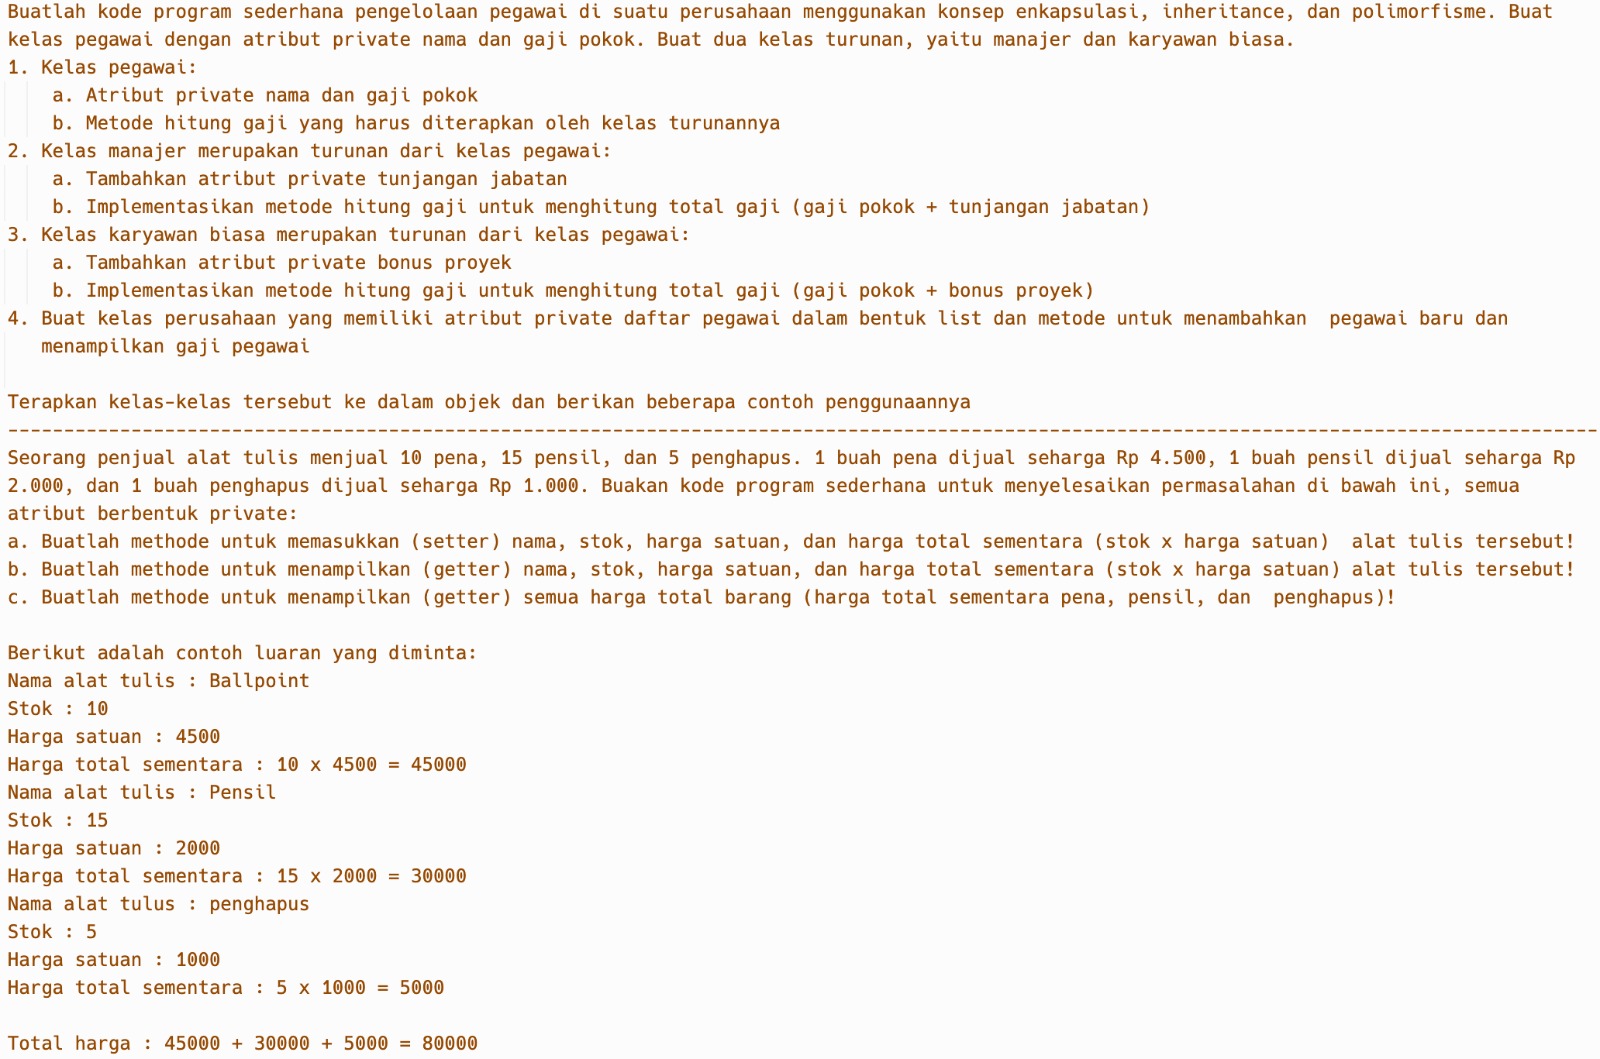 Buatlah kode program sederhana pengelolaan pegawai di suatu perusahaan menggunakan konsep enkapsulasi, inheritance, dan polimorfisme. Buat
kelas pegawai dengan atribut private nama dan gaji pokok. Buat dua kelas turunan, yaitu manajer dan karyawan biasa.
1. Kelas pegawai:
a. Atribut private nama dan gaji pokok
b. Metode hitung gaji yang harus diterapkan oleh kelas turunannya
2. Kelas manajer merupakan turunan dari kelas pegawai:
a. Tambahkan atribut private tunjangan jabatan
b. Implementasikan metode hitung gaji untuk menghitung total gaji (gaji pokok + tunjangan jabatan)
3. Kelas karyawan biasa merupakan turunan dari kelas pegawai:
a. Tambahkan atribut private bonus proyek
b. Implementasikan metode hitung gaji untuk menghitung total gaji (gaji pokok + bonus proyek)
4. Buat kelas perusahaan yang memiliki atribut private daftar pegawai dalam bentuk list dan metode untuk menambahkan  pegawai baru dan
menampilkan gaji pegawai
Terapkan kelas-kelas tersebut ke dalam objek dan berikan beberapa contoh penggunaannya
----------------------------------------------------------------------------------------------------------------------------------------------
Seorang penjual alat tulis menjual 10 pena, 15 pensil, dan 5 penghapus. 1 buah pena dijual seharga Rp 4.500, 1 buah pensil dijual seharga Rp
2.000, dan 1 buah penghapus dijual seharga Rp 1.000. Buakan kode program sederhana untuk menyelesaikan permasalahan di bawah ini, semua
atribut berbentuk private:
a. Buatlah methode untuk memasukkan (setter) nama, stok, harga satuan, dan harga total sementara (stok x harga satuan)  alat tulis tersebut!
b. Buatlah methode untuk menampilkan (getter) nama, stok, harga satuan, dan harga total sementara (stok x harga satuan) alat tulis tersebut!
c. Buatlah methode untuk menampilkan (getter) semua harga total barang (harga total sementara pena, pensil, dan  penghapus)!
Berikut adalah contoh luaran yang diminta:
Nama alat tulis : Ballpoint
Stok : 10
Harga satuan : 4500
Harga total sementara : 10 x 4500 = 45000
Nama alat tulis : Pensil
Stok : 15
Harga satuan : 2000
Harga total sementara : 15 x 2000 = 30000
Nama alat tulus : penghapus
Stok : 5
Harga satuan : 1000
Harga total sementara : 5 x 1000 = 5000
Total harga : 45000 + 30000 + 5000 = 80000